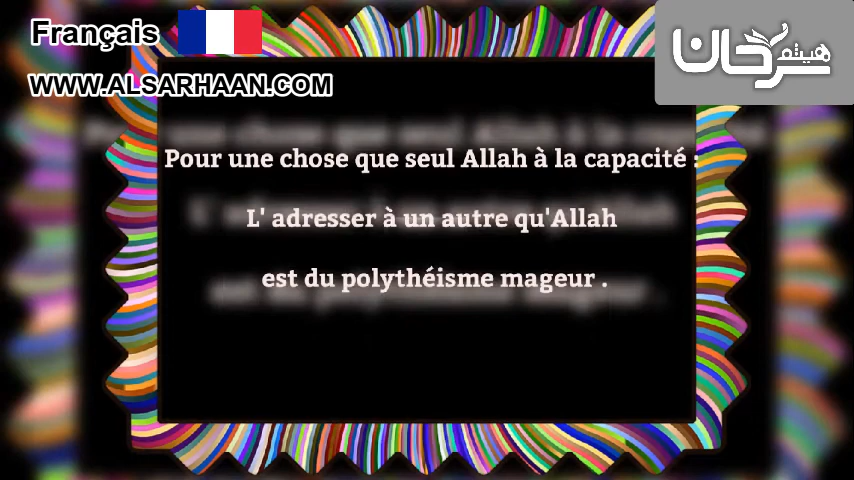 Français
WWW.ALSARHAAN.COM
هيثم سرحان
Pour une chose que seul Allah à la capacité :
L' adresser à un autre qu'Allah
est du polythéisme mageur .